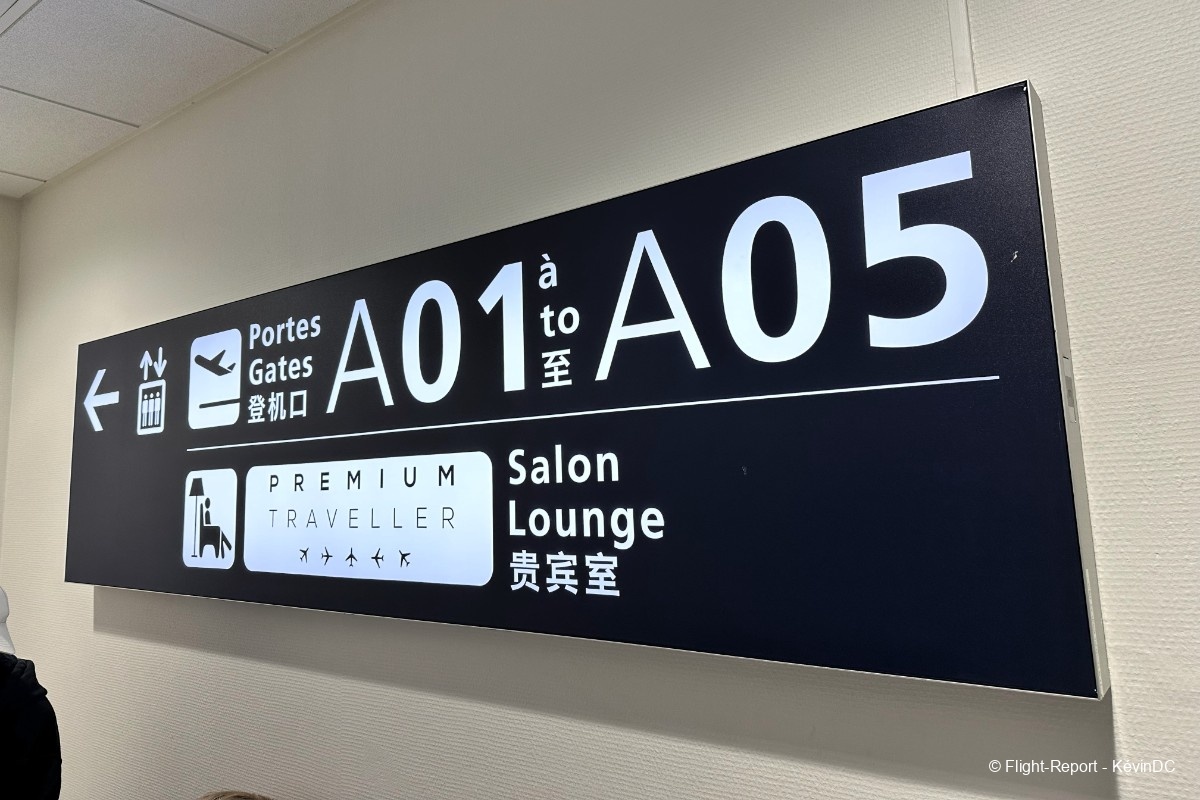 Portes
Gates
登机口
A01
à
to
至
A05
PREMIUM
TRAVELLER
Salon
Lounge
贵宾室
© Flight-Report - KévinDC